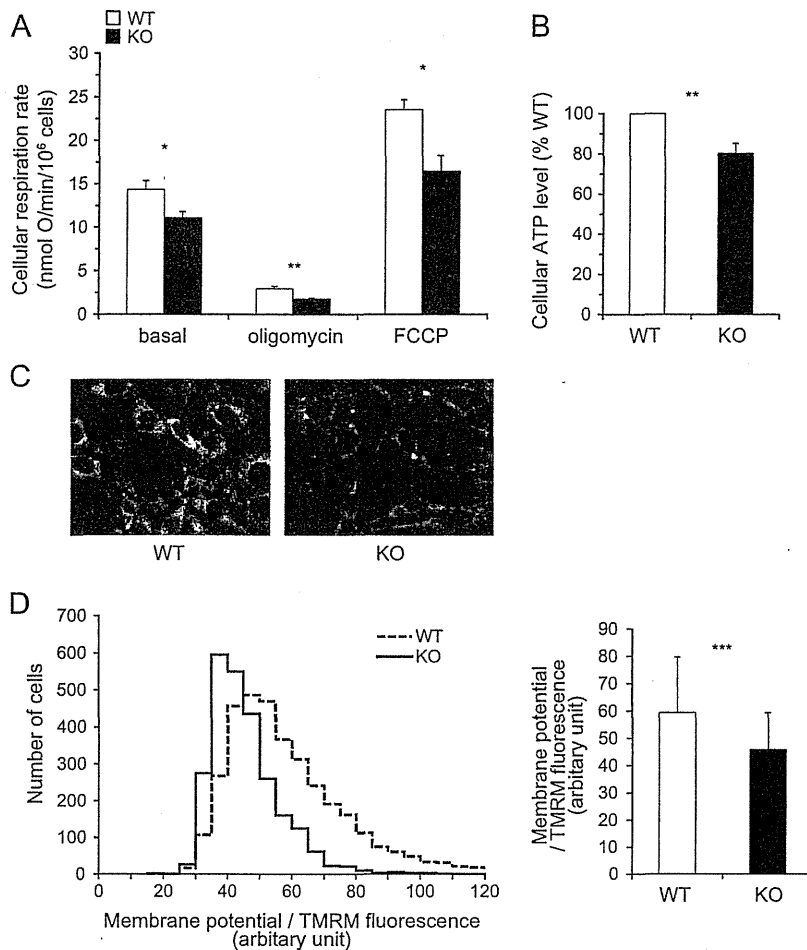 A
WT
KO
Cellular respiration rate
(nmol O/min/10⁶ cells)
30
25
20
15
10
5
0
*
**
*
basal
oligomycin
FCCP
B
Cellular ATP level (% WT)
100
80
60
40
20
0
**
WT
KO
C
WT
KO
D
Number of cells
700
600
500
400
300
200
100
0
WT
KO
0
20
40
60
80
100
120
Membrane potential / TMRM fluorescence
(arbitary unit)
Membrane potential
/ TMRM fluorescence
(arbitary unit)
90
80
70
60
50
40
30
20
10
0
***
WT
KO